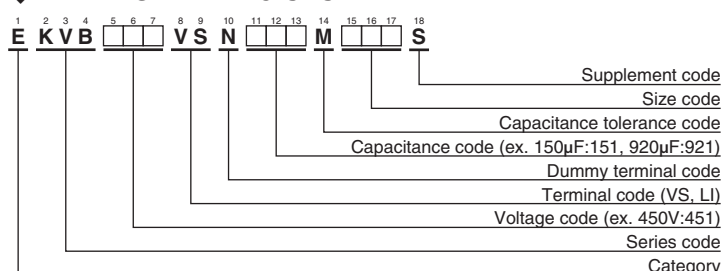 1 2 3 4 5 6 7 8 9 10 11 12 13 14 15 16 17 18
E K V B □□□ V S N □□□ M □□□ S
Supplement code
Size code
Capacitance tolerance code
Capacitance code (ex. 150µF:151, 920µF:921)
Dummy terminal code
Terminal code (VS, LI)
Voltage code (ex. 450V:451)
Series code
Category